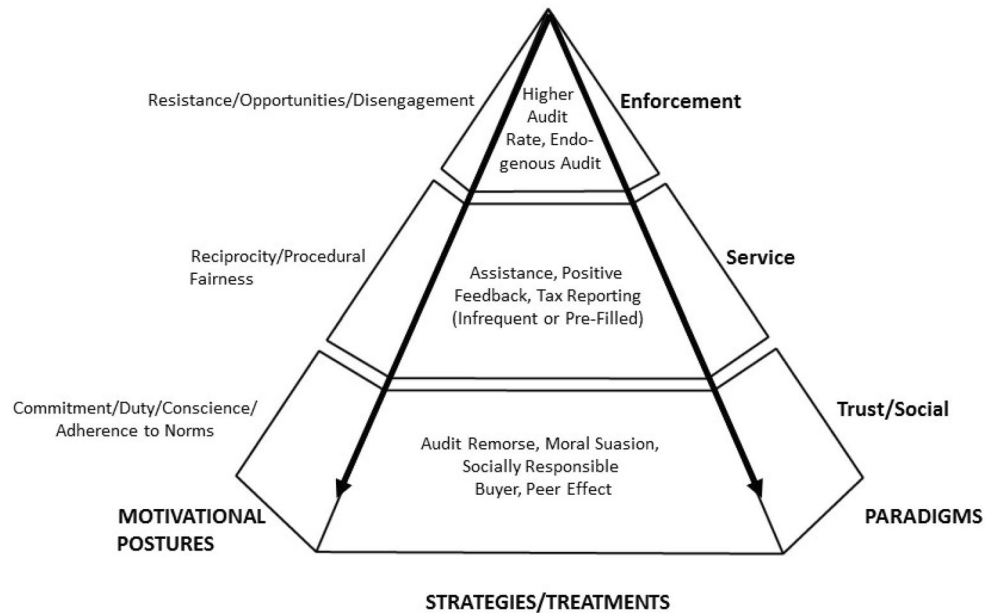 Resistance/Opportunities/Disengagement
Higher
Audit
Rate, Endo-
genous Audit
Enforcement
Reciprocity/Procedural
Fairness
Assistance, Positive
Feedback, Tax Reporting
(Infrequent or Pre-Filled)
Service
Commitment/Duty/Conscience/
Adherence to Norms
Audit Remorse, Moral Suasion,
Socially Responsible
Buyer, Peer Effect
Trust/Social
MOTIVATIONAL
POSTURES
PARADIGMS
STRATEGIES/TREATMENTS